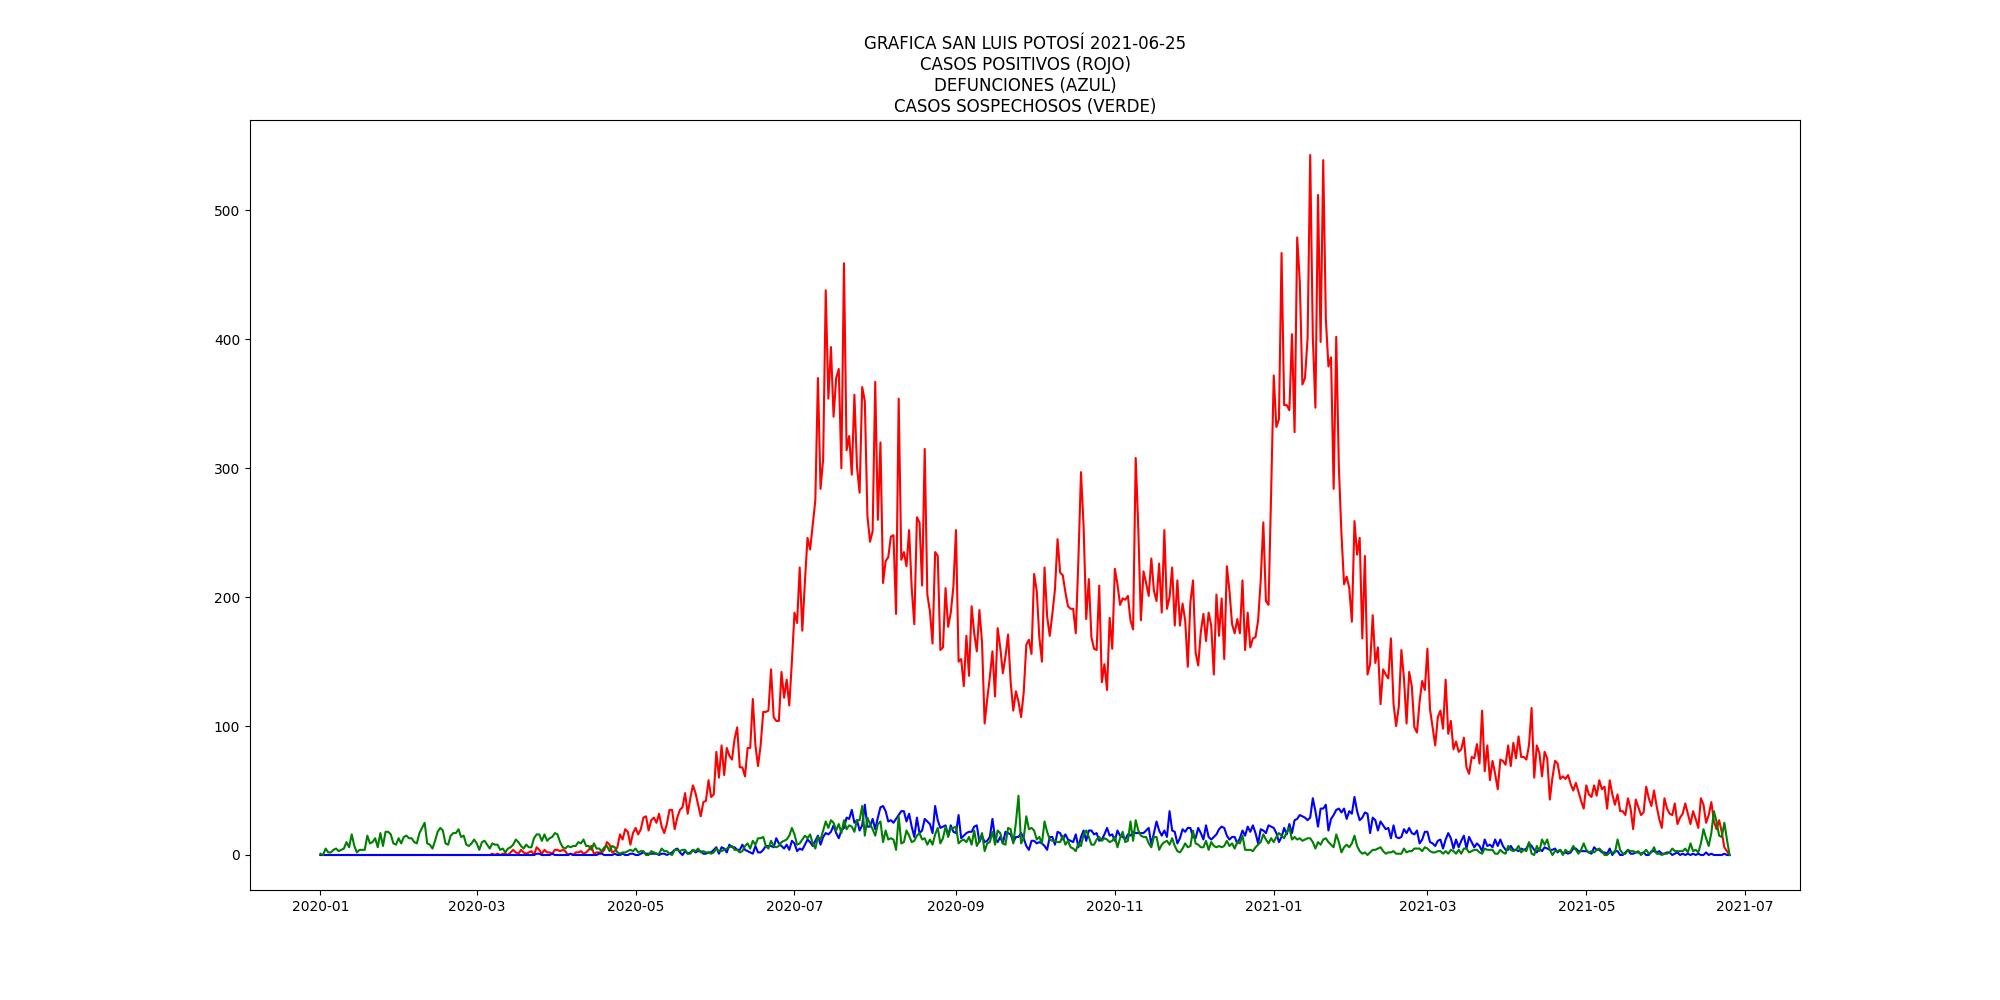 GRAFICA SAN LUIS POTOSÍ 2021-06-25
CASOS POSITIVOS (ROJO)
DEFUNCIONES (AZUL)
CASOS SOSPECHOSOS (VERDE)
500
400
300
200
100
0
2020-01 2020-03 2020-05 2020-07 2020-09 2020-11 2021-01 2021-03 2021-05 2021-07